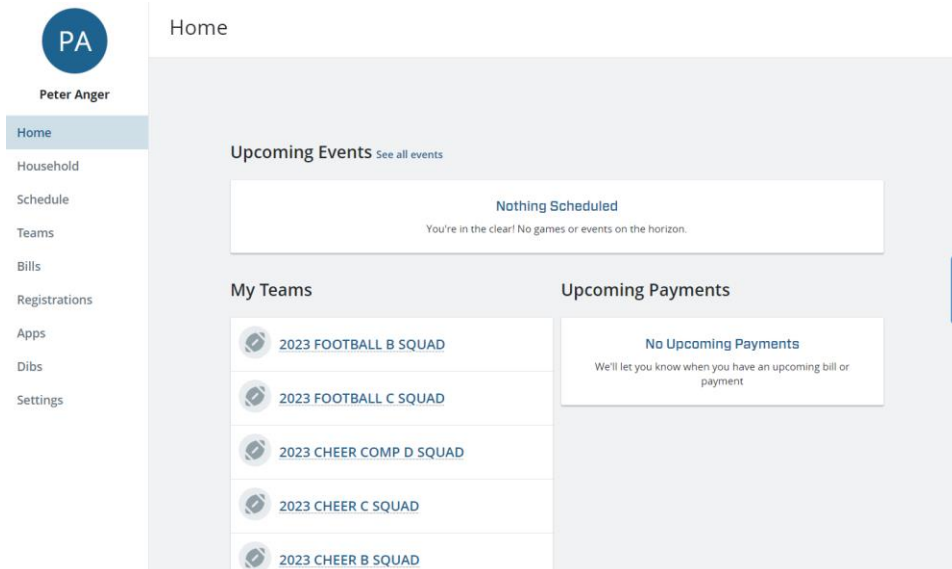 PA
Peter Anger
Home
Household
Schedule
Teams
Bills
Registrations
Apps
Dibs
Settings
Home
Upcoming Events See all events
Nothing Scheduled
You're in the clear! No games or events on the horizon.
My Teams
2023 FOOTBALL B SQUAD
2023 FOOTBALL C SQUAD
2023 CHEER COMP D SQUAD
2023 CHEER C SQUAD
2023 CHEER B SQUAD
Upcoming Payments
No Upcoming Payments
We'll let you know when you have an upcoming bill or
payment